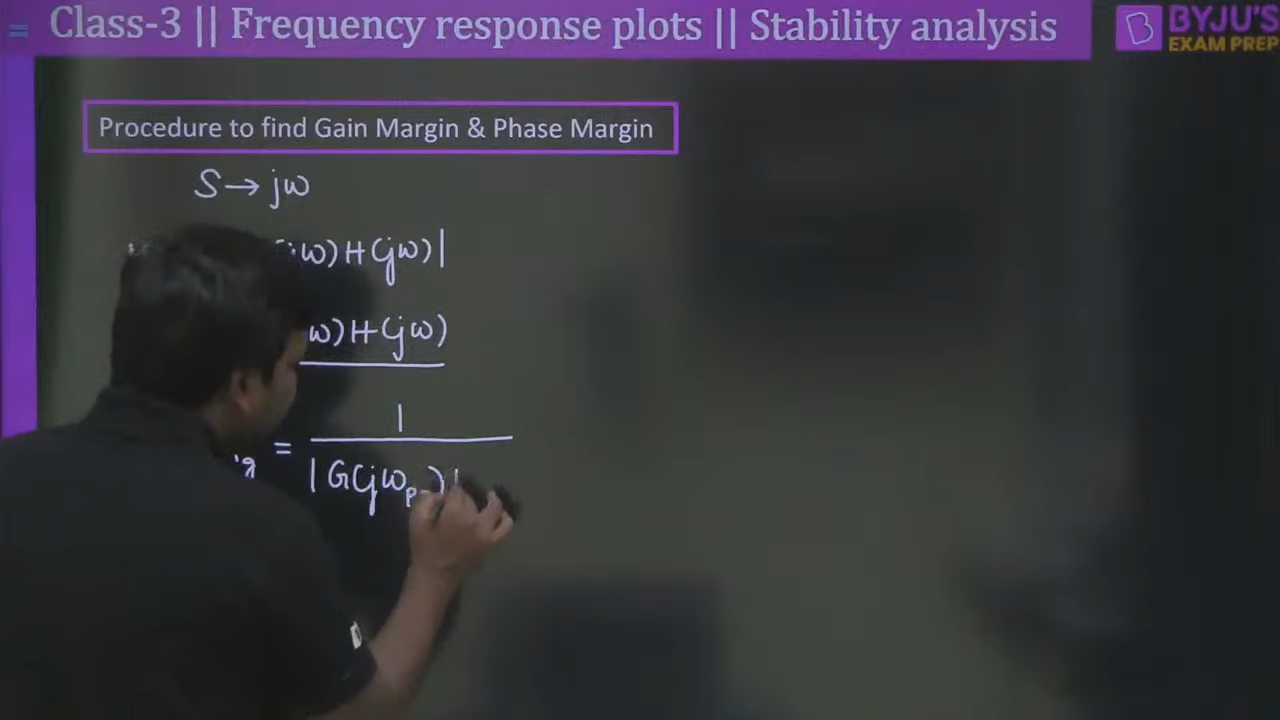 Class-3 || Frequency response plots || Stability analysis
BYJU'S
EXAM PREP
Procedure to find Gain Margin & Phase Margin
S → jω
jω) H(jω)|
ω) H(jω)
= 1
|G(jωp